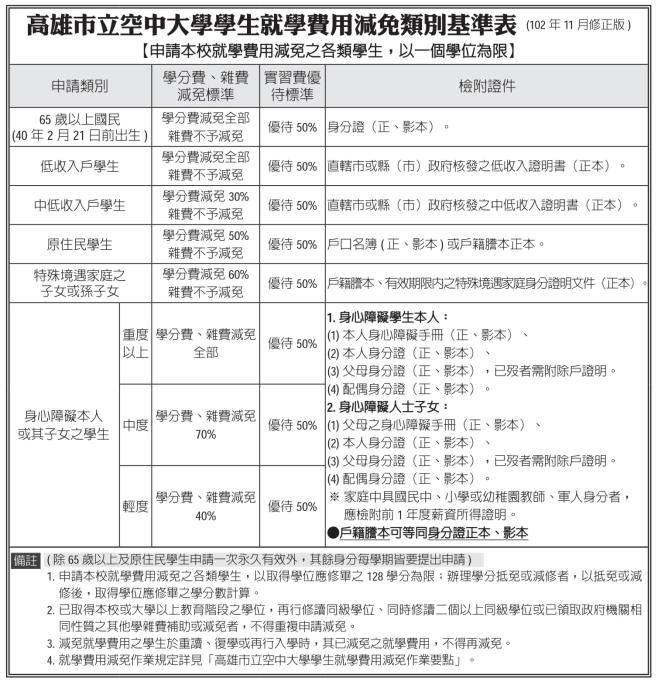 高雄市立空中大學學生就學費用減免類別基準表 (102 年 11 月修正版)
【申請本校就學費用減免之各類學生，以一個學位為限】
申請類別
學分費、雜費
減免標準
實習費優
待標準
檢附證件
65 歲以上國民
(40 年 2 月 21 日前出生)
學分費減免全部
雜費不予減免
優待 50%
身分證（正、影本）。
低收入戶學生
學分費減免全部
雜費不予減免
優待 50%
直轄市或縣（市）政府核發之低收入證明書（正本）。
中低收入戶學生
學分費減免 30%
雜費不予減免
優待 50%
直轄市或縣（市）政府核發之中低收入證明書（正本）。
原住民學生
學分費減免 50%
雜費不予減免
優待 50%
戶口名簿 ( 正、影本 ) 或戶籍謄本正本。
特殊境遇家庭之
子女或孫子女
學分費減免 60%
雜費不予減免
優待 50%
戶籍謄本、有效期限內之特殊境遇家庭身分證明文件（正本）。
身心障礙本人
或其子女之學生
重度
以上
學分費、雜費減免
全部
優待 50%
中度
學分費、雜費減免
70%
優待 50%
輕度
學分費、雜費減免
40%
優待 50%
1. 身心障礙學生本人：
(1) 本人身心障礙手冊（正、影本）、
(2) 本人身分證（正、影本）、
(3) 父母身分證（正、影本），已歿者需附除戶證明。
(4) 配偶身分證（正、影本）。
2. 身心障礙人士子女：
(1) 父母之身心障礙手冊（正、影本）、
(2) 本人身分證（正、影本）、
(3) 父母身分證（正、影本），已歿者需附除戶證明。
(4) 配偶身分證（正、影本）。
※ 家庭中具國民中、小學或幼稚園教師、軍人身分者，
應檢附前 1 年度薪資所得證明。
●戶籍謄本可等同身分證正本、影本
備註 ( 除 65 歲以上及原住民學生申請一次永久有效外，其餘身分每學期皆要提出申請 )
1. 申請本校就學費用減免之各類學生，以取得學位應修畢之 128 學分為限；辦理學分抵免或減修者，以抵免或減
修後，取得學位應修畢之學分數計算。
2. 已取得本校或大學以上教育階段之學位，再行修讀同級學位、同時修讀二個以上同級學位或已領取政府機關相
同性質之其他學雜費補助或減免者，不得重複申請減免。
3. 減免就學費用之學生於重讀、復學或再行入學時，其已減免之就學費用，不得再減免。
4. 就學費用減免作業規定詳見「高雄市立空中大學學生就學費用減免作業要點」。